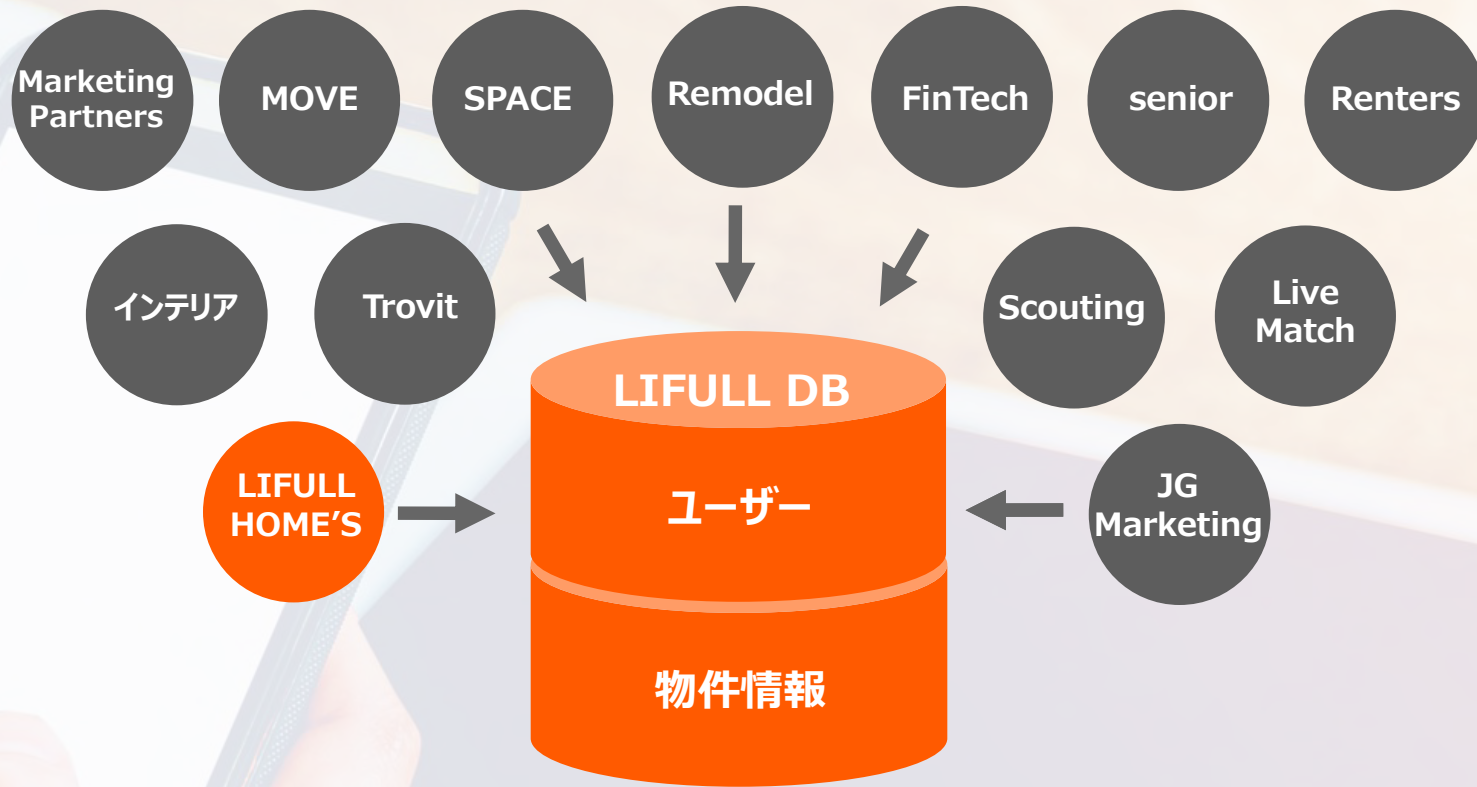 Marketing
Partners
MOVE
SPACE
Remodel
FinTech
senior
Renters
インテリア
Trovit
Scouting
Live
Match
LIFULL DB
LIFULL
HOME’S
ユーザー
JG
Marketing
物件情報